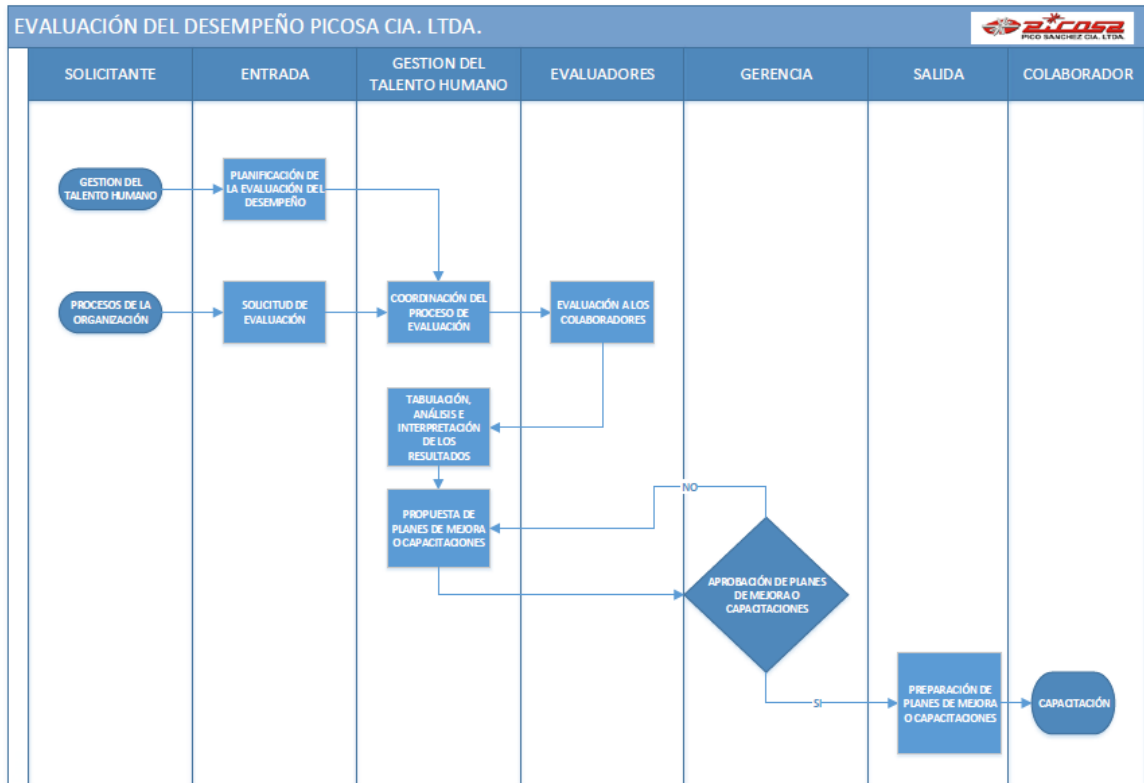 EVALUACIÓN DEL DESEMPEÑO PICOSA CIA. LTDA.
PICOSA
PICO SANCHEZ CIA. LTDA.
SOLICITANTE
ENTRADA
GESTION DEL
TALENTO HUMANO
EVALUADORES
GERENCIA
SALIDA
COLABORADOR
GESTION DEL
TALENTO HUMANO
PLANIFICACIÓN DE
LA EVALUACIÓN DEL
DESEMPEÑO
PROCESOS DE LA
ORGANIZACIÓN
SOLICITUD DE
EVALUACIÓN
COORDINACIÓN DEL
PROCESO DE
EVALUACIÓN
EVALUACIÓN A LOS
COLABORADORES
TABULACIÓN,
ANÁLISIS E
INTERPRETACIÓN
DE LOS
RESULTADOS
NO
PROPUESTA DE
PLANES DE MEJORA
O CAPACITACIONES
APROBACIÓN DE PLANES
DE MEJORA O
CAPACITACIONES
SI
PREPARACIÓN DE
PLANES DE MEJORA
O CAPACITACIONES
CAPACITACIÓN